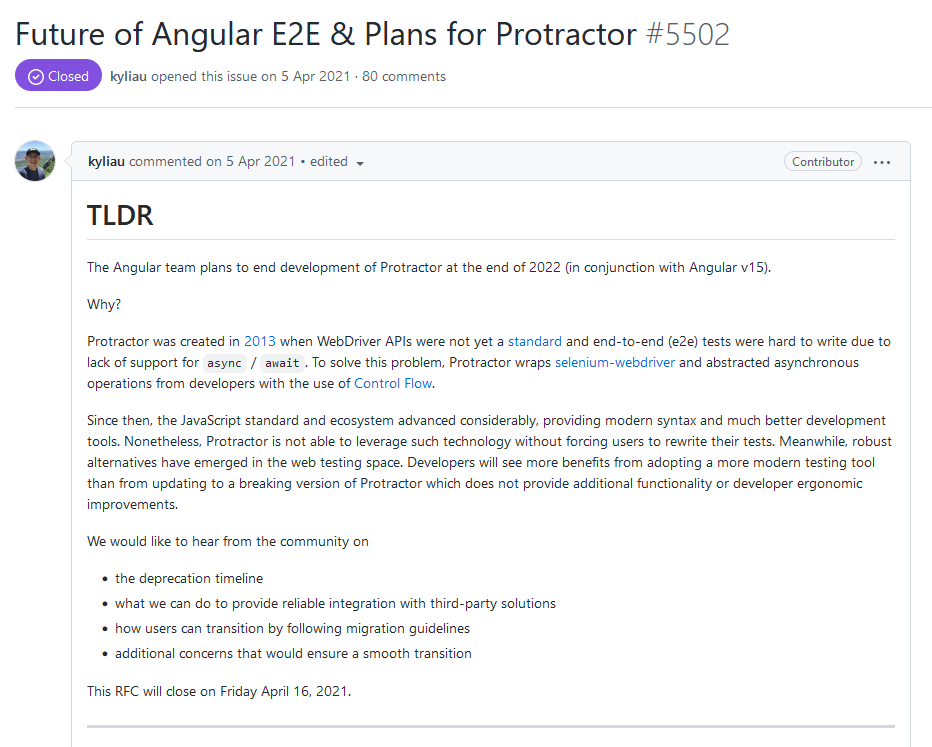 Future of Angular E2E & Plans for Protractor #5502
Closed kyliau opened this issue on 5 Apr 2021 · 80 comments
kyliau commented on 5 Apr 2021 • edited Contributor ...
TLDR
The Angular team plans to end development of Protractor at the end of 2022 (in conjunction with Angular v15).
Why?
Protractor was created in 2013 when WebDriver APIs were not yet a standard and end-to-end (e2e) tests were hard to write due to
lack of support for async / await. To solve this problem, Protractor wraps selenium-webdriver and abstracted asynchronous
operations from developers with the use of Control Flow.
Since then, the JavaScript standard and ecosystem advanced considerably, providing modern syntax and much better development
tools. Nonetheless, Protractor is not able to leverage such technology without forcing users to rewrite their tests. Meanwhile, robust
alternatives have emerged in the web testing space. Developers will see more benefits from adopting a more modern testing tool
than from updating to a breaking version of Protractor which does not provide additional functionality or developer ergonomic
improvements.
We would like to hear from the community on
• the deprecation timeline
• what we can do to provide reliable integration with third-party solutions
• how users can transition by following migration guidelines
• additional concerns that would ensure a smooth transition
This RFC will close on Friday April 16, 2021.